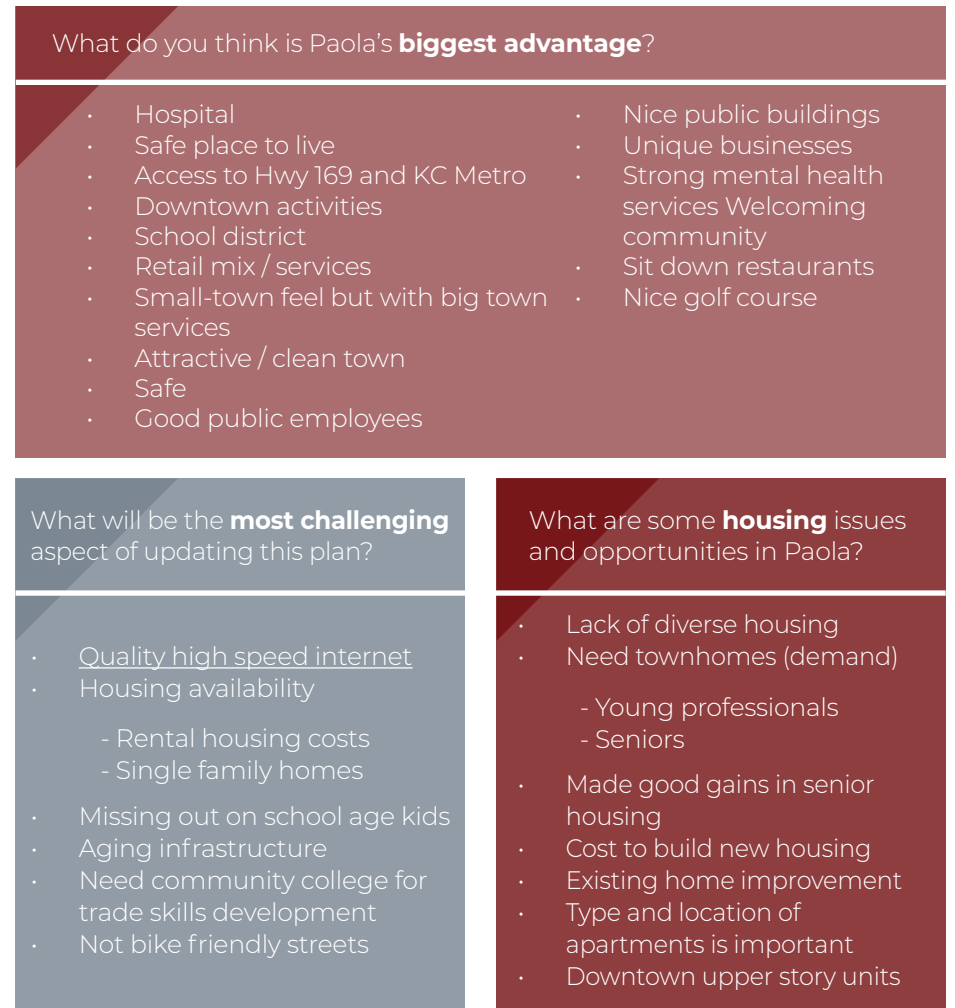 What do you think is Paola's biggest advantage?
· Hospital
· Safe place to live
· Access to Hwy 169 and KC Metro
· Downtown activities
· School district
· Retail mix / services
· Small-town feel but with big town
services
· Attractive / clean town
· Safe
· Good public employees
· Nice public buildings
· Unique businesses
· Strong mental health
services Welcoming
community
· Sit down restaurants
· Nice golf course
What will be the most challenging
aspect of updating this plan?
· Quality high speed internet
· Housing availability
- Rental housing costs
- Single family homes
· Missing out on school age kids
· Aging infrastructure
· Need community college for
trade skills development
· Not bike friendly streets
What are some housing issues
and opportunities in Paola?
· Lack of diverse housing
· Need townhomes (demand)
- Young professionals
- Seniors
· Made good gains in senior
housing
· Cost to build new housing
· Existing home improvement
· Type and location of
apartments is important
· Downtown upper story units